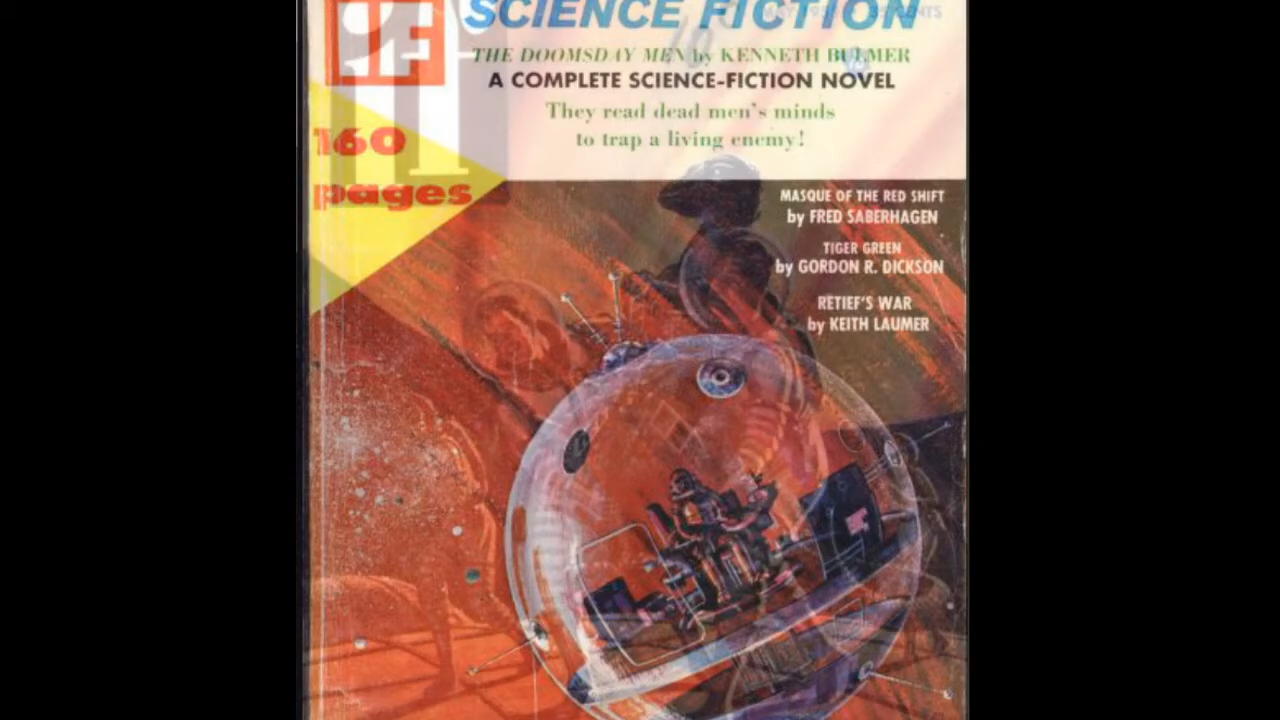 IF
SCIENCE FICTION
THE DOOMSDAY MEN by KENNETH BULMER
A COMPLETE SCIENCE-FICTION NOVEL
They read dead men's minds
to trap a living enemy!
160
pages
MASQUE OF THE RED SHIFT
by FRED SABERHAGEN
TIGER GREEN
by GORDON R. DICKSON
RETIEF'S WAR
by KEITH LAUMER